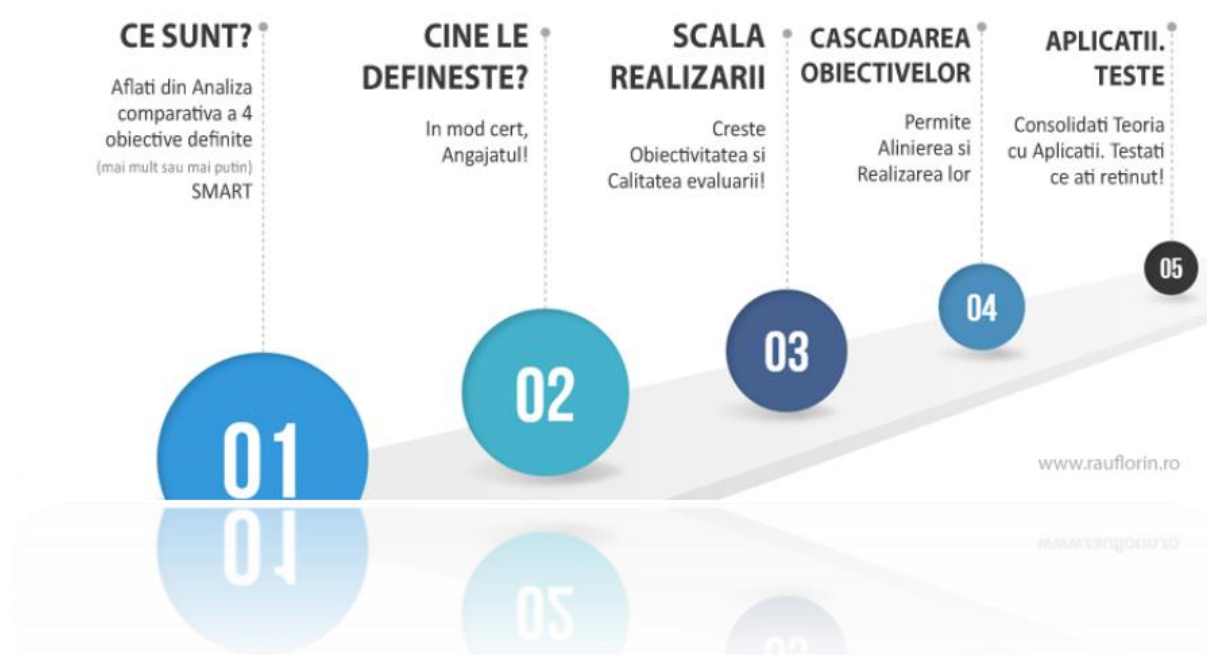 CE SUNT?
Aflati din Analiza
comparativa a 4
obiective definite
(mai mult sau mai putin)
SMART
01
CINE LE
DEFINESTE?
In mod cert,
Angajatul!
02
SCALA
REALIZARII
Creste
Obiectivitatea si
Calitatea evaluarii!
03
CASCADAREA
OBIECTIVELOR
Permite
Alinierea si
Realizarea lor
04
APLICATII.
TESTE
Consolidati Teoria
cu Aplicatii. Testati
ce ati retinut!
05
www.rauflorin.ro